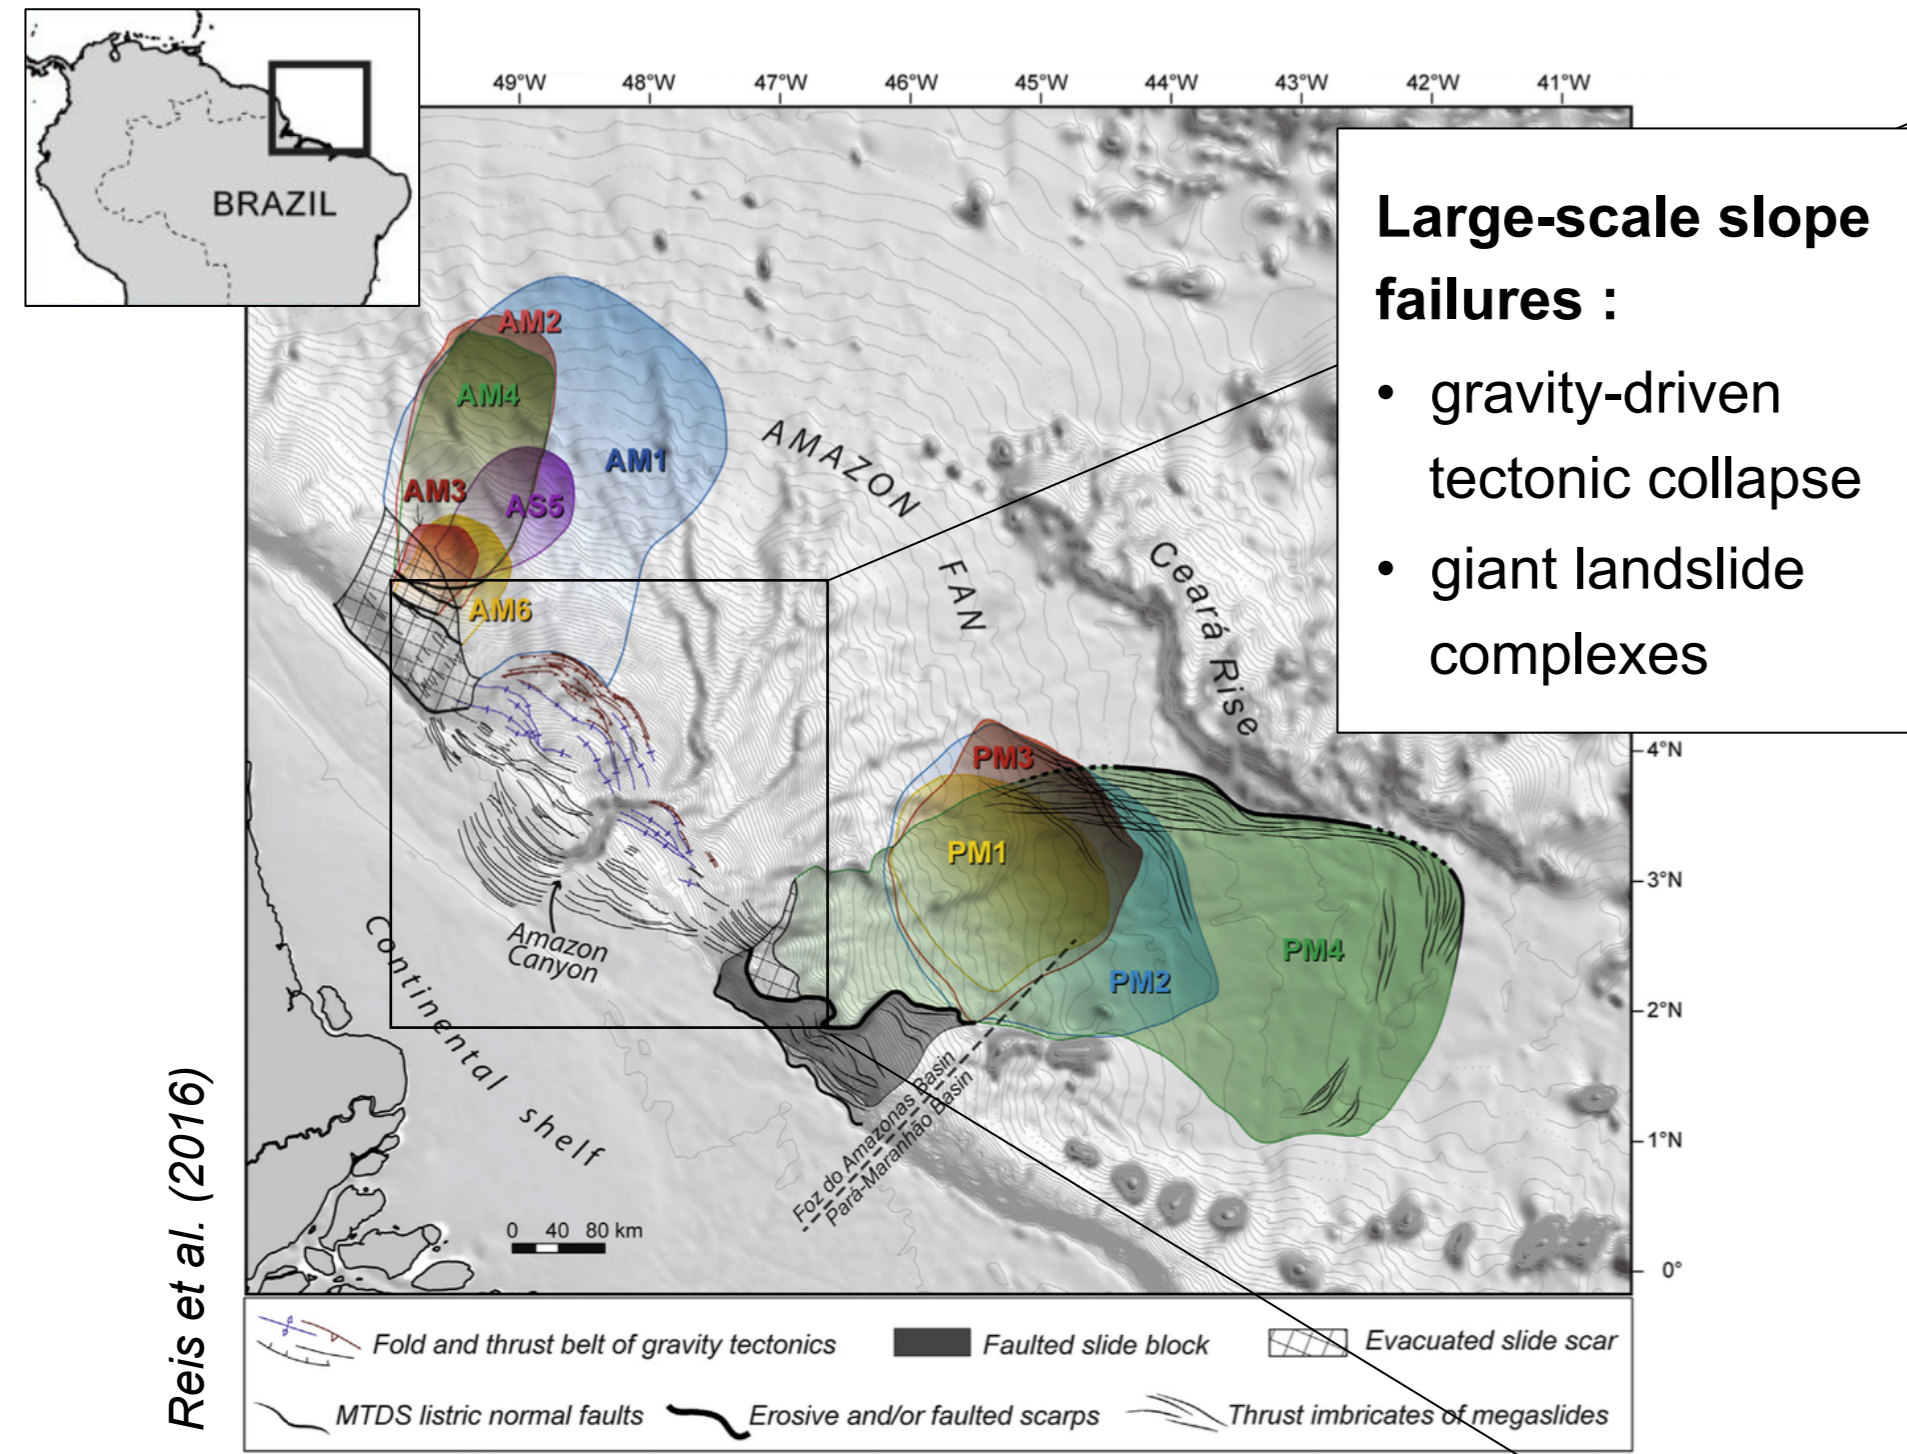 BRAZIL
49°W 48°W 47°W 46°W 45°W 44°W 43°W 42°W 41°W
Large-scale slope
failures :
• gravity-driven
tectonic collapse
• giant landslide
complexes
AM2
AM4
AM1
AM3
AS5
AM6
AMAZON
FAN
Ceará Rise
4°N
3°N
2°N
1°N
0°
PM3
PM1
PM4
PM2
Amazon
Canyon
Continental shelf
Foz do Amazonas Basin
Pará-Maranhão Basin
0 40 80 km
Reis et al. (2016)
Fold and thrust belt of gravity tectonics
Faulted slide block
Evacuated slide scar
MTDS listric normal faults
Erosive and/or faulted scarps
Thrust imbricates of megaslides